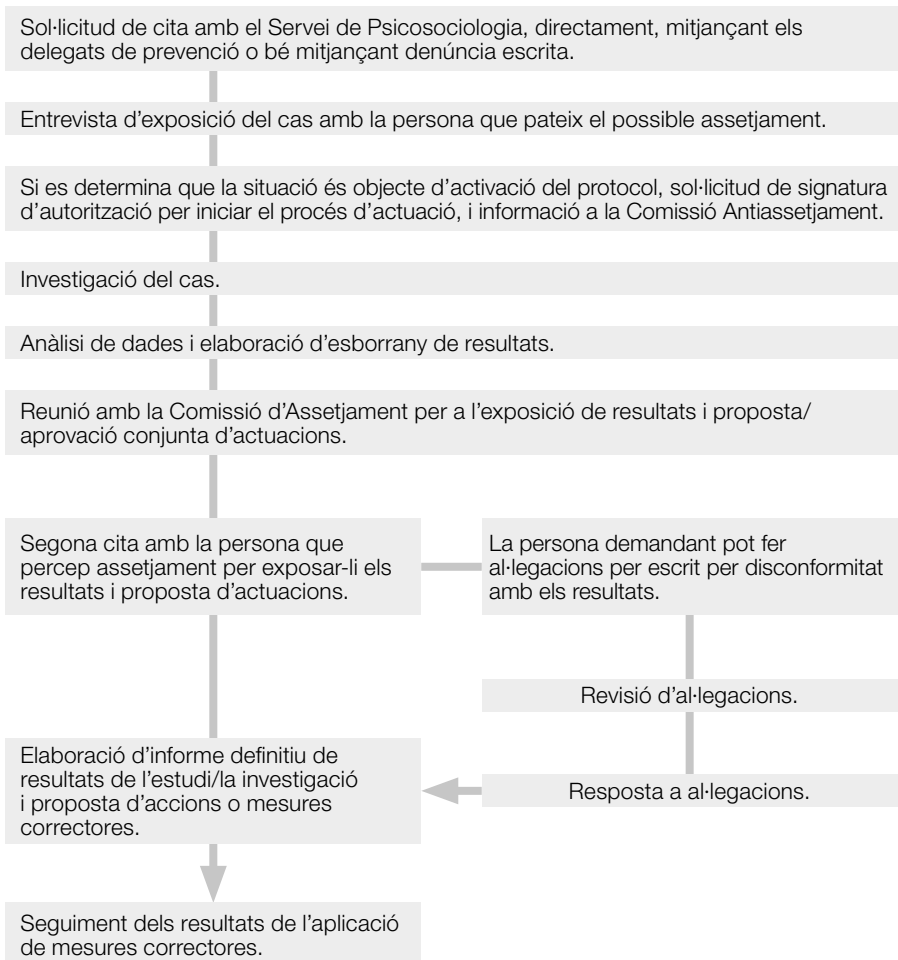 Sol·licitud de cita amb el Servei de Psicosociologia, directament, mitjançant els
delegats de prevenció o bé mitjançant denúncia escrita.
Entrevista d’exposició del cas amb la persona que pateix el possible assetjament.
Si es determina que la situació és objecte d’activació del protocol, sol·licitud de signatura
d’autorització per iniciar el procés d’actuació, i informació a la Comissió Antiassetjament.
Investigació del cas.
Anàlisi de dades i elaboració d’esborrany de resultats.
Reunió amb la Comissió d’Assetjament per a l’exposició de resultats i proposta/
aprovació conjunta d’actuacions.
Segona cita amb la persona que
percep assetjament per exposar-li els
resultats i proposta d’actuacions.
La persona demandant pot fer
al·legacions per escrit per disconformitat
amb els resultats.
Revisió d’al·legacions.
Resposta a al·legacions.
Elaboració d’informe definitiu de
resultats de l’estudi/la investigació
i proposta d’accions o mesures
correctores.
Seguiment dels resultats de l’aplicació
de mesures correctores.